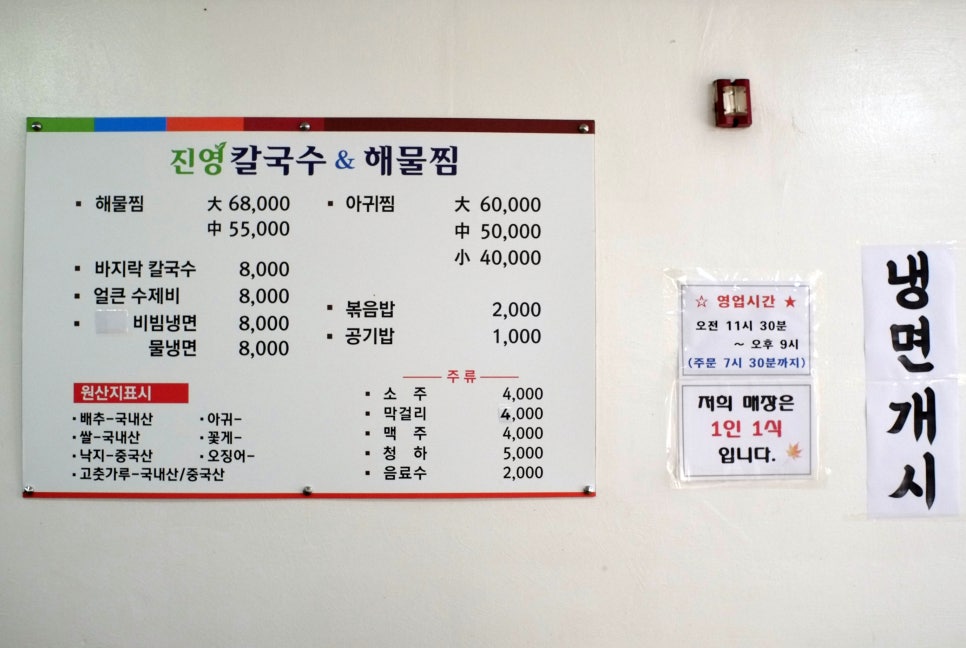 진영 칼국수 & 해물찜
▪ 해물찜 大 68,000
中 55,000
▪ 바지락 칼국수 8,000
▪ 얼큰 수제비 8,000
▪ 비빔냉면 8,000
물냉면 8,000
▪ 아귀찜 大 60,000
中 50,000
小 40,000
▪ 볶음밥 2,000
▪ 공기밥 1,000
원산지표시
·배추-국내산 ·아귀-
·쌀-국내산 ·꽃게-
·낙지-중국산 ·오징어-
·고춧가루-국내산/중국산
주류
▪ 소 주 4,000
▪ 막걸리 4,000
▪ 맥 주 4,000
▪ 청 하 5,000
▪ 음료수 2,000
☆ 영업시간 ★
오전 11시 30분
~ 오후 9시
(주문 7시 30분까지)
저희 매장은
1인 1식
입니다.
냉면개시